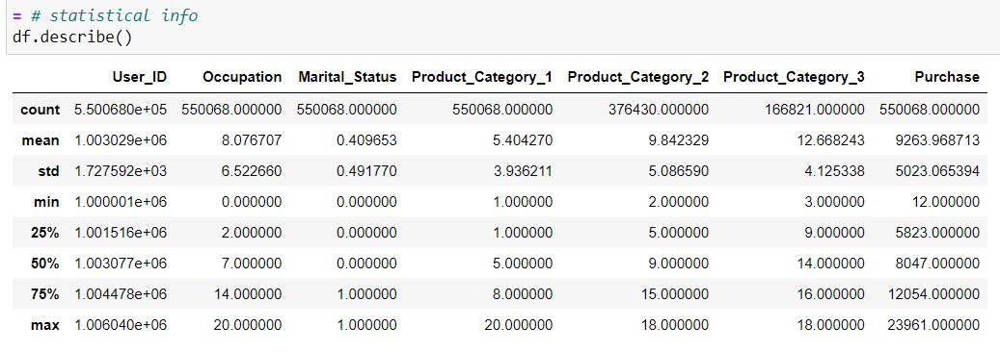 = # statistical info
df.describe()
User_ID Occupation Marital_Status Product_Category_1 Product_Category_2 Product_Category_3 Purchase
count 5.500680e+05 550068.000000 550068.000000 550068.000000 376430.000000 166821.000000 550068.000000
mean 1.003029e+06 8.076707 0.409653 5.404270 9.842329 12.668243 9263.968713
std 1.727592e+03 6.522660 0.491770 3.936211 5.086590 4.125338 5023.065394
min 1.000001e+06 0.000000 0.000000 1.000000 2.000000 3.000000 12.000000
25% 1.001516e+06 2.000000 0.000000 1.000000 5.000000 9.000000 5823.000000
50% 1.003077e+06 7.000000 0.000000 5.000000 9.000000 14.000000 8047.000000
75% 1.004478e+06 14.000000 1.000000 8.000000 15.000000 16.000000 12054.000000
max 1.006040e+06 20.000000 1.000000 20.000000 18.000000 18.000000 23961.000000